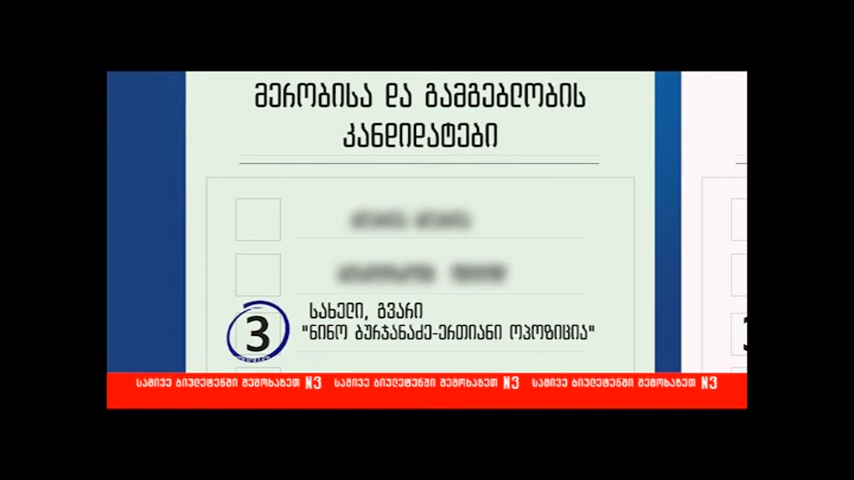 მერობისა და გამგებლობის
კანდიდატები
სახელი, გვარი
3 "ნინო ბურჯანაძე-ერთიანი ოპოზიცია"
სამივე ბიულეტენში შემოხაზეთ N3 სამივე ბიულეტენში შემოხაზეთ N3 სამივე ბიულეტენში შემოხაზეთ N3